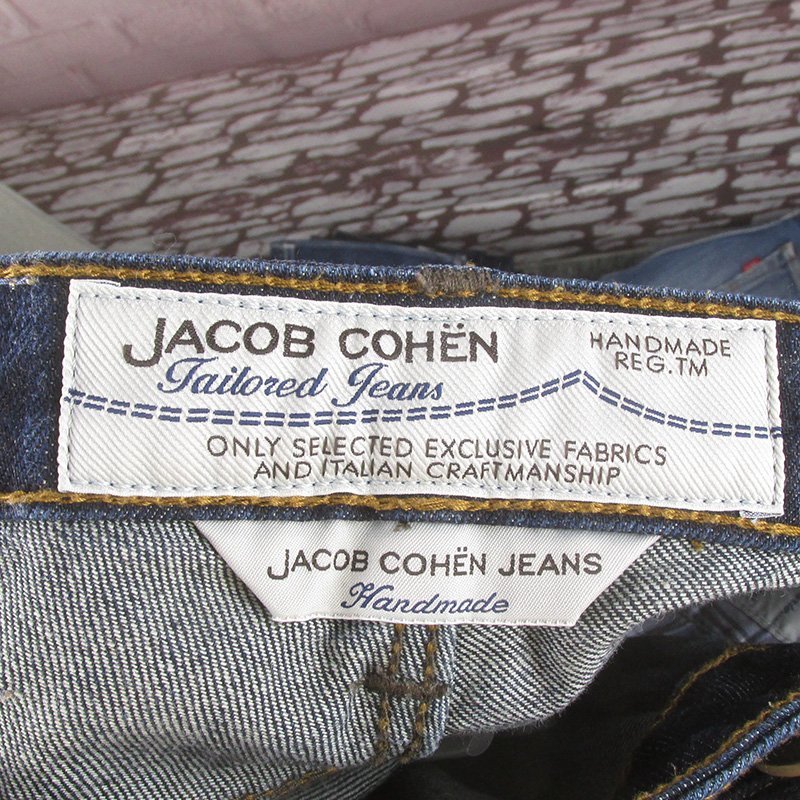 JACOB COHËN
Tailored Jeans
HANDMADE
REG.TM
ONLY SELECTED EXCLUSIVE FABRICS
AND ITALIAN CRAFTMANSHIP
JACOB COHËN JEANS
Handmade